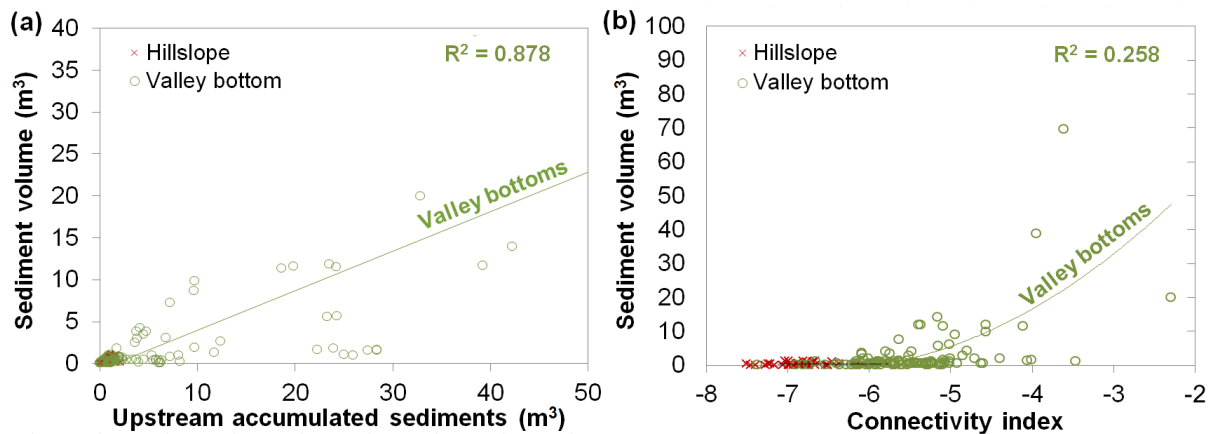 (a)
40
35
30
25
20
15
10
5
0
Sediment volume (m³)
× Hillslope
○ Valley bottom
R² = 0.878
Valley bottoms
0 10 20 30 40 50
Upstream accumulated sediments (m³)
(b)
100
90
80
70
60
50
40
30
20
10
0
Sediment volume (m³)
× Hillslope
○ Valley bottom
R² = 0.258
Valley bottoms
-8 -7 -6 -5 -4 -3 -2
Connectivity index